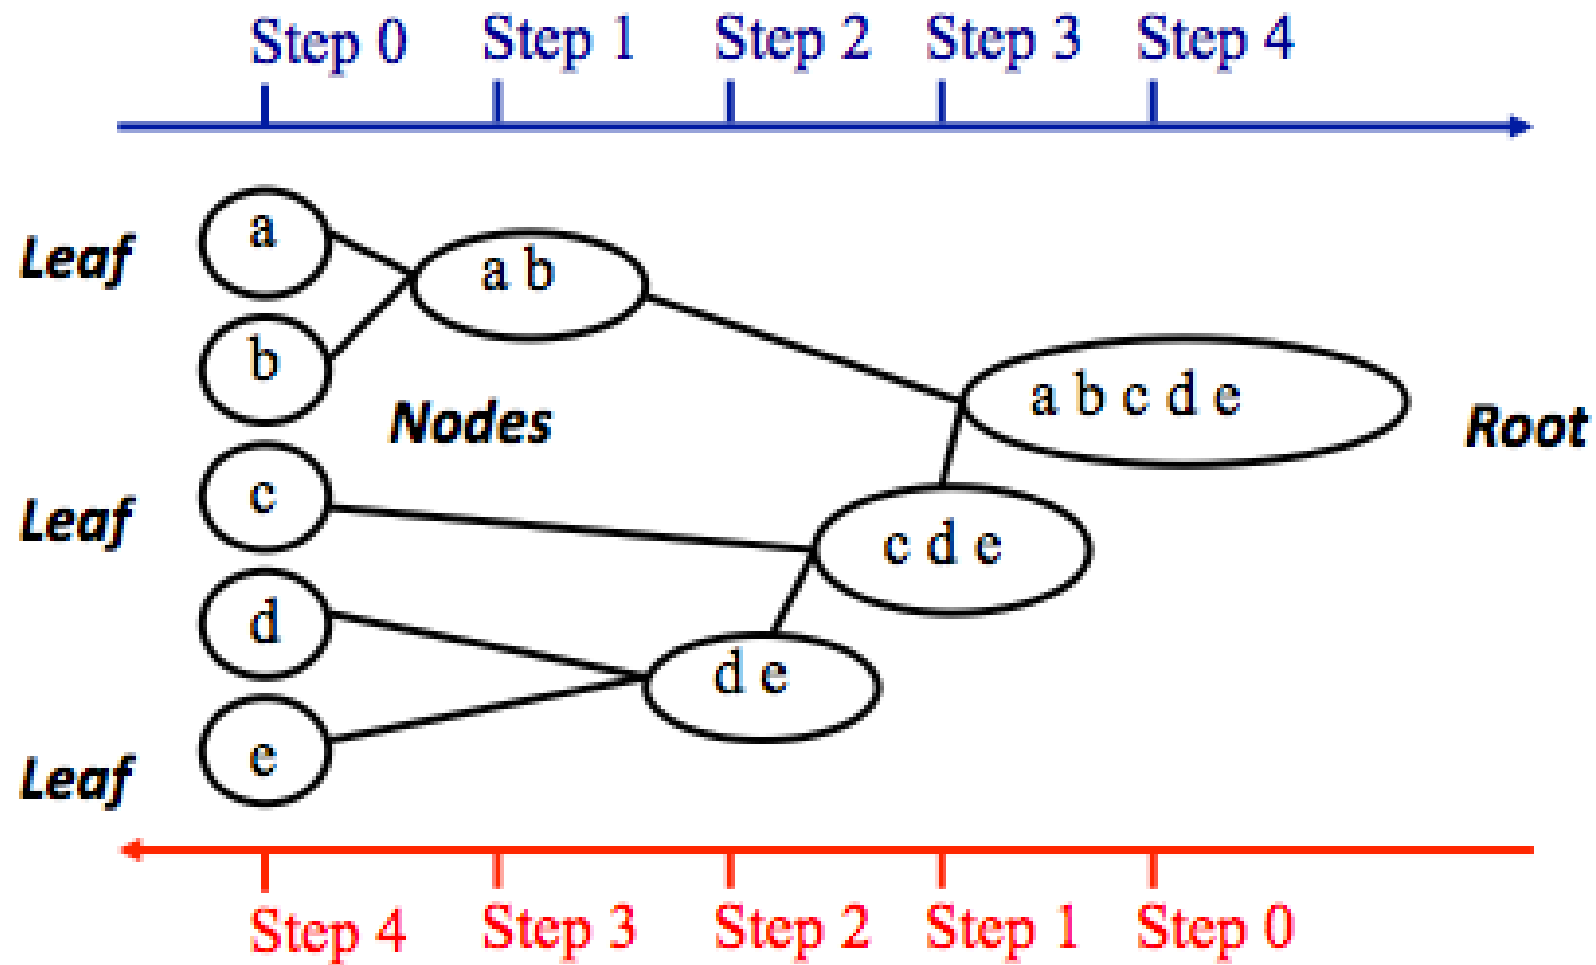 Step 0 Step 1 Step 2 Step 3 Step 4
Leaf
a
a b
b
a b c d e
Nodes
Root
c
Leaf
c d e
d
d e
e
Leaf
Step 4 Step 3 Step 2 Step 1 Step 0